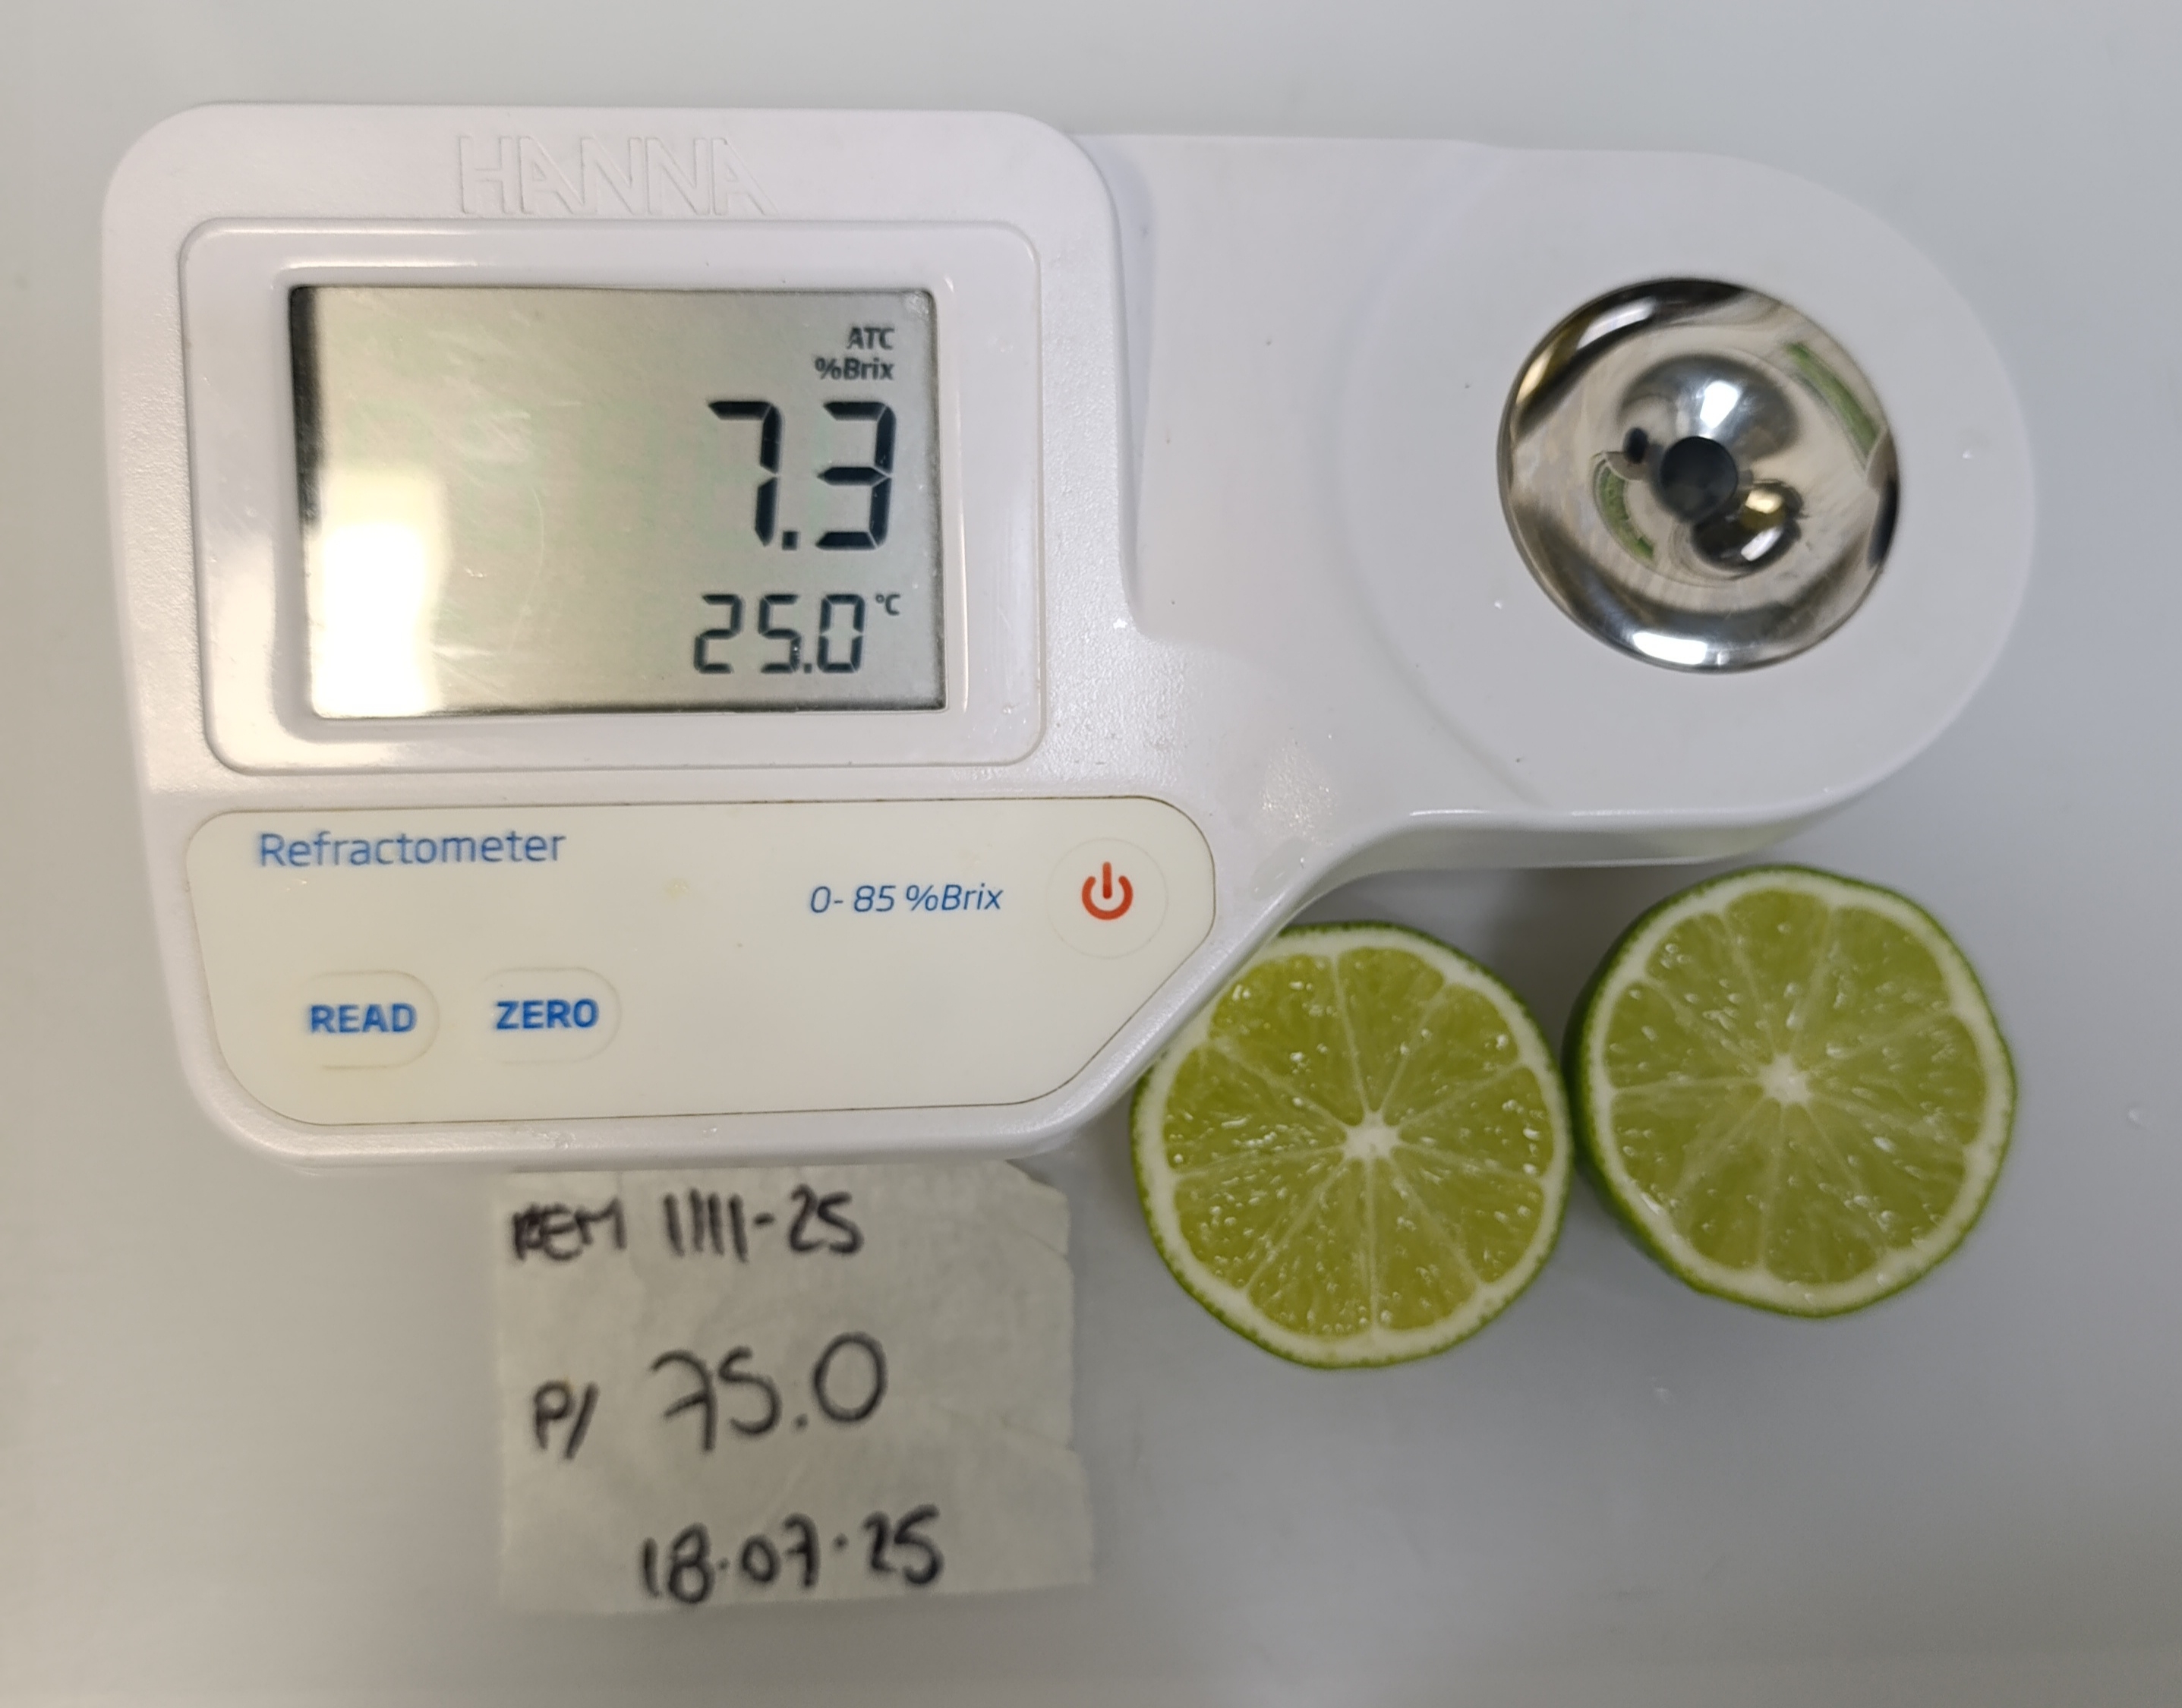 HANNA
ATC
%Brix
7.3
25.0 °C
Refractometer
0-85 %Brix
READ ZERO
REM 1111-25
P/ 75.0
18.07.25